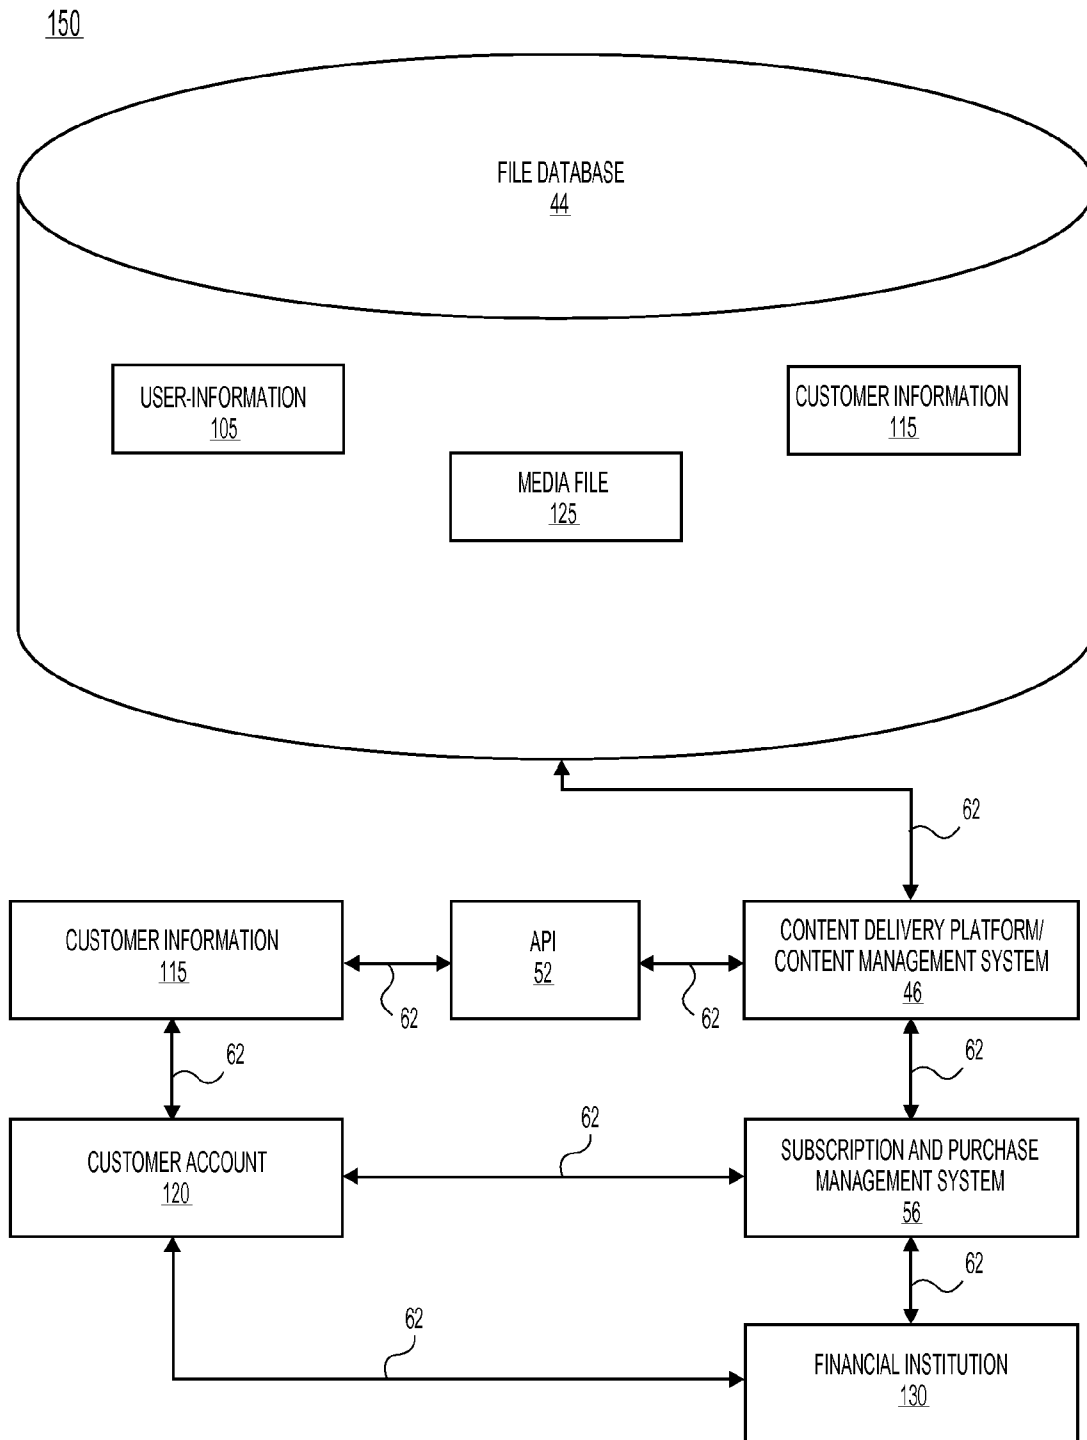 150
FILE DATABASE
44
USER-INFORMATION
105
CUSTOMER INFORMATION
115
MEDIA FILE
125
62
CUSTOMER INFORMATION
115
API
52
CONTENT DELIVERY PLATFORM/
CONTENT MANAGEMENT SYSTEM
46
62
62
62
62
CUSTOMER ACCOUNT
120
62
SUBSCRIPTION AND PURCHASE
MANAGEMENT SYSTEM
56
62
62
FINANCIAL INSTITUTION
130